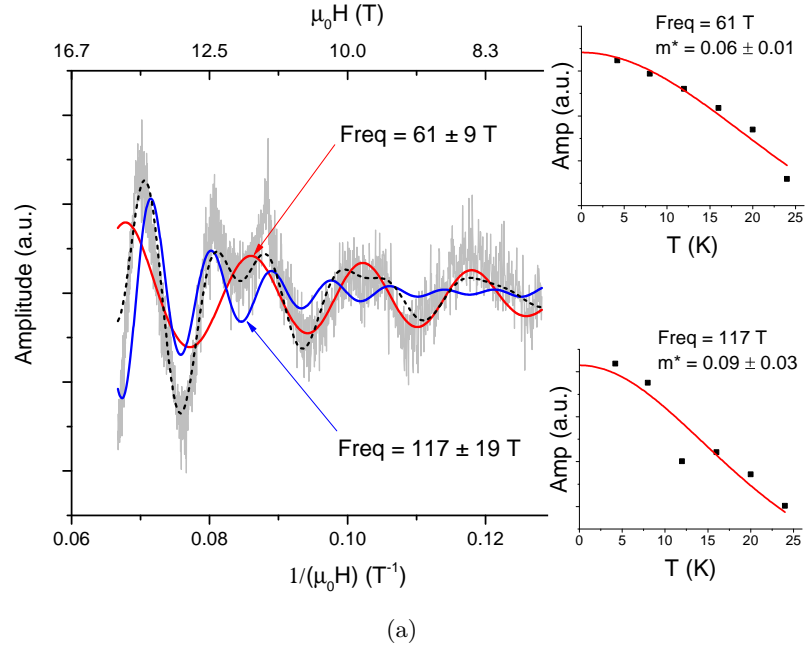 μ₀H (T)
16.7 12.5 10.0 8.3
Freq = 61 ± 9 T
Freq = 117 ± 19 T
Amplitude (a.u.)
0.06 0.08 0.10 0.12
1/(μ₀H) (T⁻¹)
Freq = 61 T
m* = 0.06 ± 0.01
Amp (a.u.)
0 5 10 15 20 25
T (K)
Freq = 117 T
m* = 0.09 ± 0.03
Amp (a.u.)
0 5 10 15 20 25
T (K)
(a)